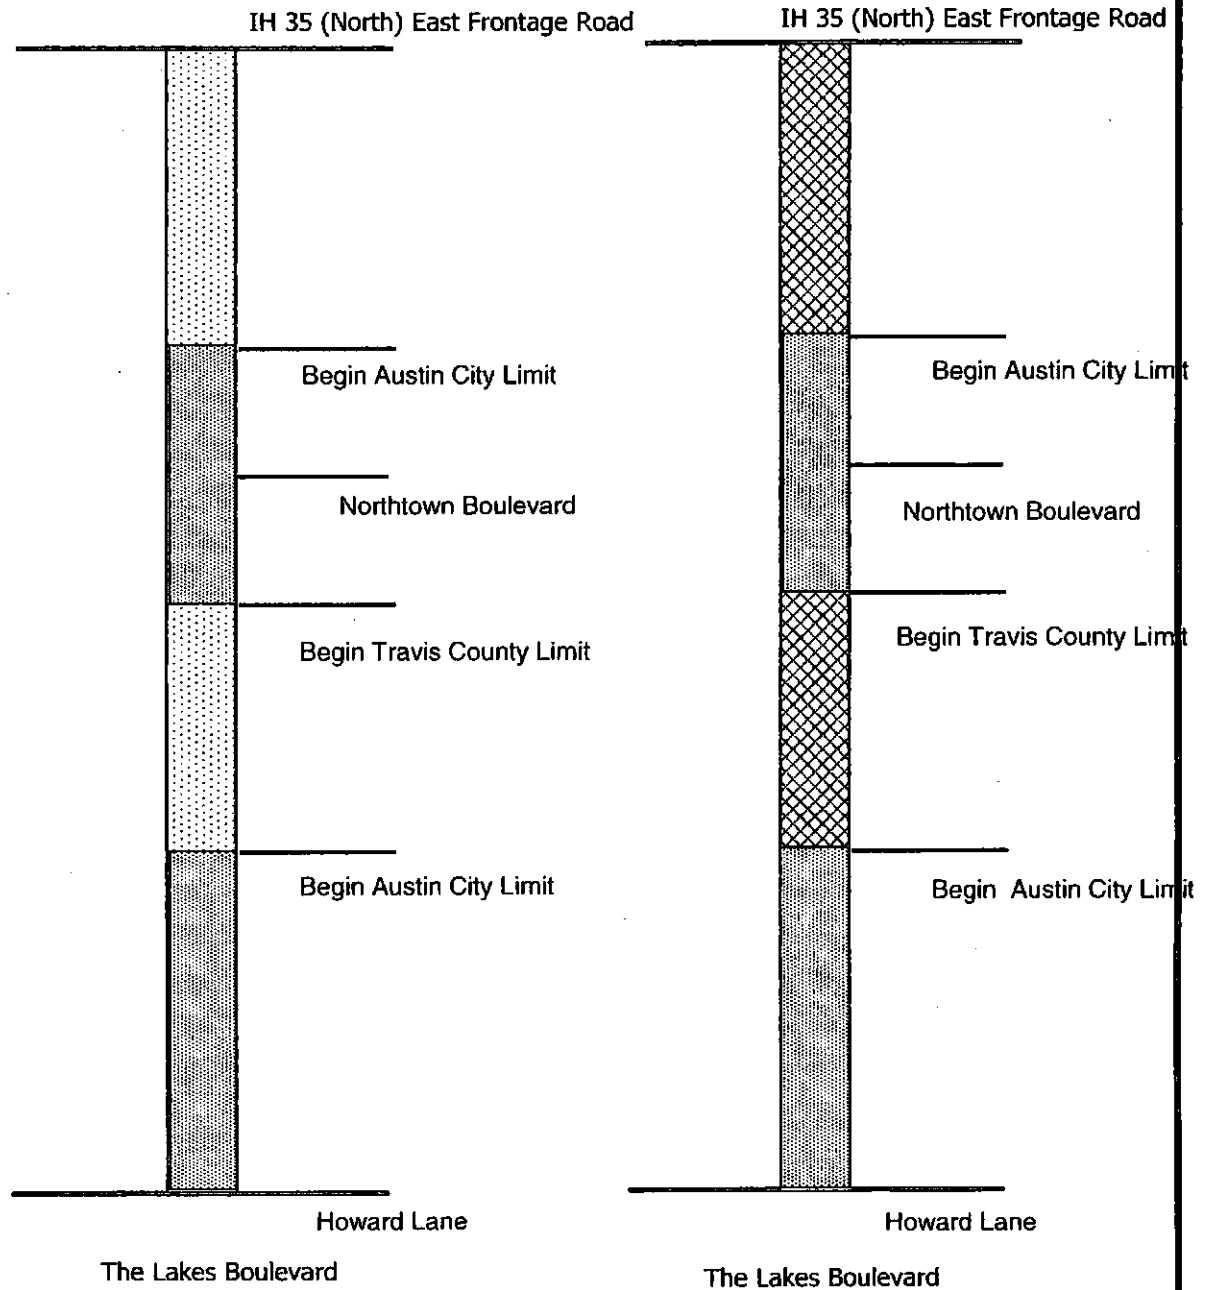 IH 35 (North) East Frontage Road
Begin Austin City Limit
Northtown Boulevard
Begin Travis County Limit
Begin Austin City Limit
Howard Lane
The Lakes Boulevard
IH 35 (North) East Frontage Road
Begin Austin City Limit
Northtown Boulevard
Begin Travis County Limit
Begin Austin City Limit
Howard Lane
The Lakes Boulevard